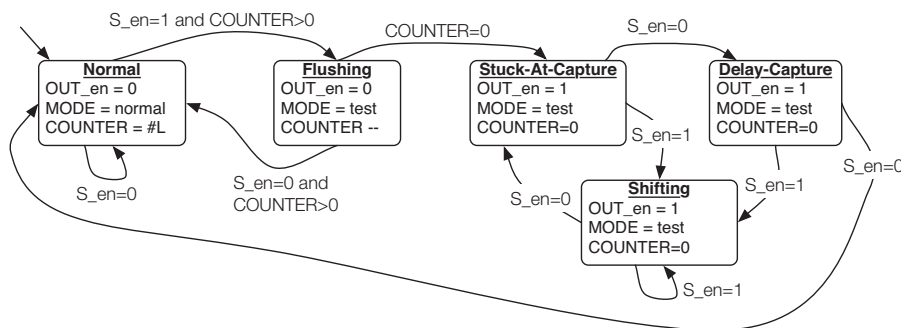 S_en=1 and COUNTER>0
COUNTER=0
S_en=0
Normal
OUT_en = 0
MODE = normal
COUNTER = #L
Flushing
OUT_en = 0
MODE = test
COUNTER --
Stuck-At-Capture
OUT_en = 1
MODE = test
COUNTER=0
Delay-Capture
OUT_en = 1
MODE = test
COUNTER=0
S_en=0
S_en=0 and
COUNTER>0
S_en=1
S_en=0
S_en=1
S_en=0
Shifting
OUT_en = 1
MODE = test
COUNTER=0
S_en=1